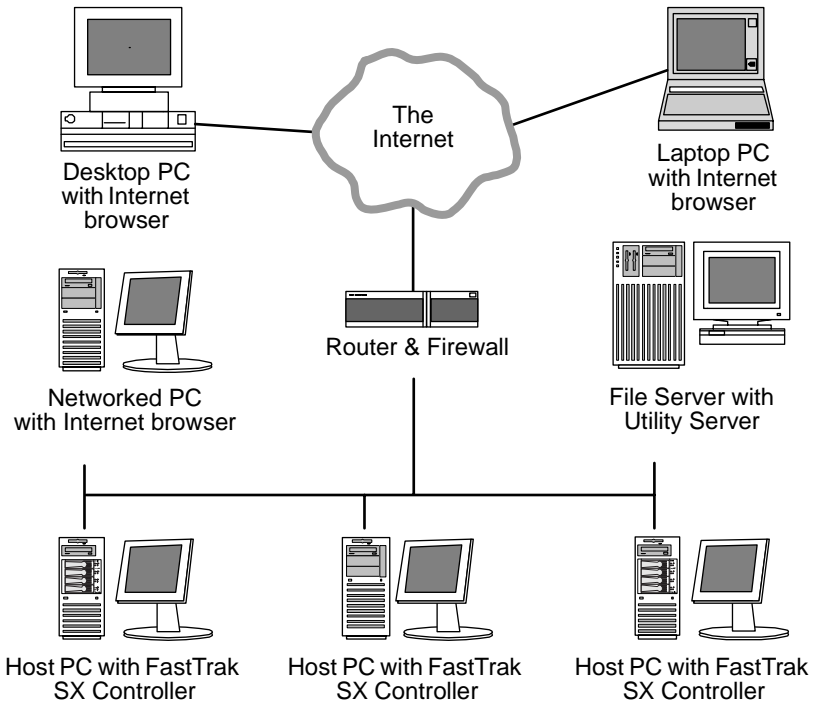 The
Internet
Desktop PC
with Internet
browser
Laptop PC
with Internet
browser
Router & Firewall
Networked PC
with Internet browser
File Server with
Utility Server
Host PC with FastTrak
SX Controller
Host PC with FastTrak
SX Controller
Host PC with FastTrak
SX Controller